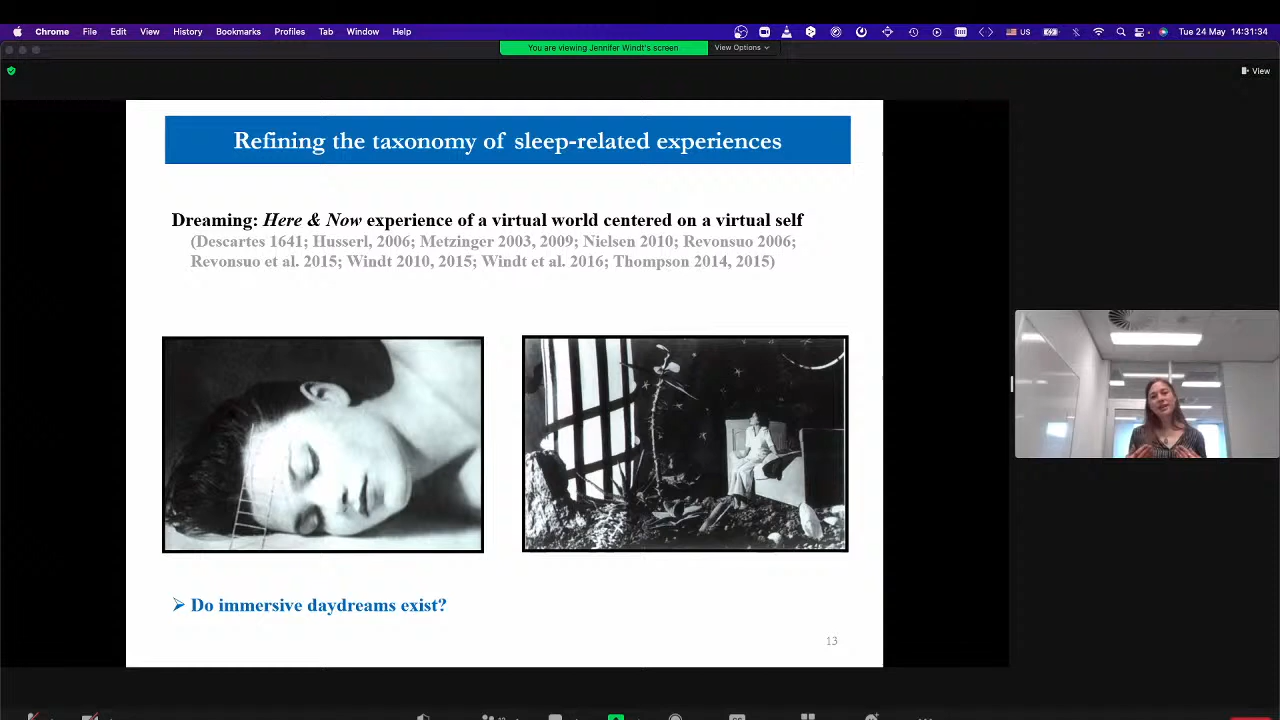 Chrome File Edit View History Bookmarks Profiles Tab Window Help US Tue 24 May 14:31:34
You are viewing Jennifer Windt's screen View Options
View
Refining the taxonomy of sleep-related experiences
Dreaming: Here & Now experience of a virtual world centered on a virtual self
(Descartes 1641; Husserl, 2006; Metzinger 2003, 2009; Nielsen 2010; Revonsuo 2006;
Revonsuo et al. 2015; Windt 2010, 2015; Windt et al. 2016; Thompson 2014, 2015)
➢ Do immersive daydreams exist?
13